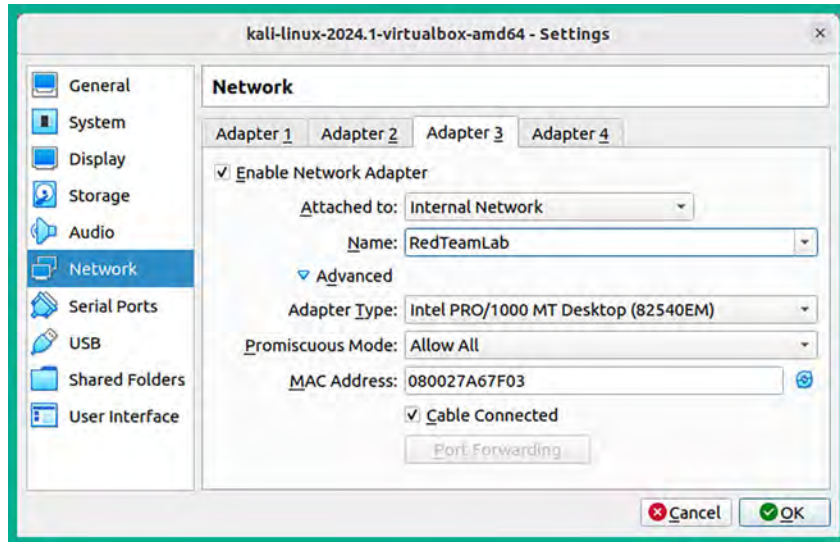 kali-linux-2024.1-virtualbox-amd64 - Settings
General
System
Display
Storage
Audio
Network
Serial Ports
USB
Shared Folders
User Interface
Network
Adapter 1 Adapter 2 Adapter 3 Adapter 4
Enable Network Adapter
Attached to: Internal Network
Name: RedTeamLab
Advanced
Adapter Type: Intel PRO/1000 MT Desktop (82540EM)
Promiscuous Mode: Allow All
MAC Address: 080027A67F03
Cable Connected
Port Forwarding
Cancel OK